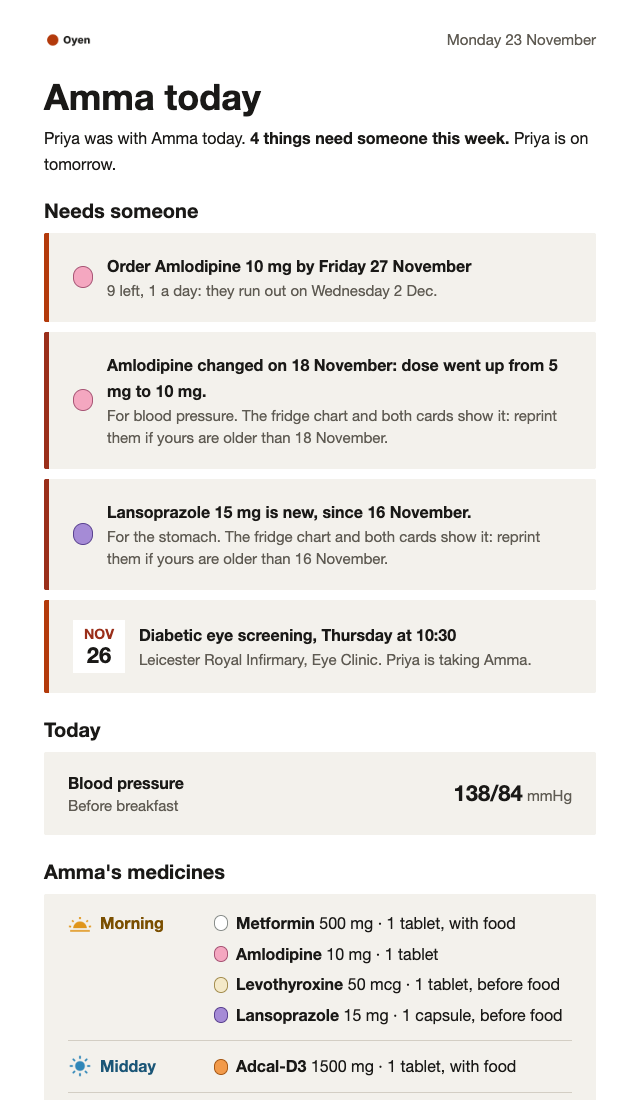 Oyen
Monday 23 November
Amma today
Priya was with Amma today. 4 things need someone this week. Priya is on
tomorrow.
Needs someone
Order Amlodipine 10 mg by Friday 27 November
9 left, 1 a day: they run out on Wednesday 2 Dec.
Amlodipine changed on 18 November: dose went up from 5
mg to 10 mg.
For blood pressure. The fridge chart and both cards show it: reprint
them if yours are older than 18 November.
Lansoprazole 15 mg is new, since 16 November.
For the stomach. The fridge chart and both cards show it: reprint
them if yours are older than 16 November.
NOV
26
Diabetic eye screening, Thursday at 10:30
Leicester Royal Infirmary, Eye Clinic. Priya is taking Amma.
Today
Blood pressure
Before breakfast
138/84 mmHg
Amma's medicines
Morning
Metformin 500 mg · 1 tablet, with food
Amlodipine 10 mg · 1 tablet
Levothyroxine 50 mcg · 1 tablet, before food
Lansoprazole 15 mg · 1 capsule, before food
Midday
Adcal-D3 1500 mg · 1 tablet, with food